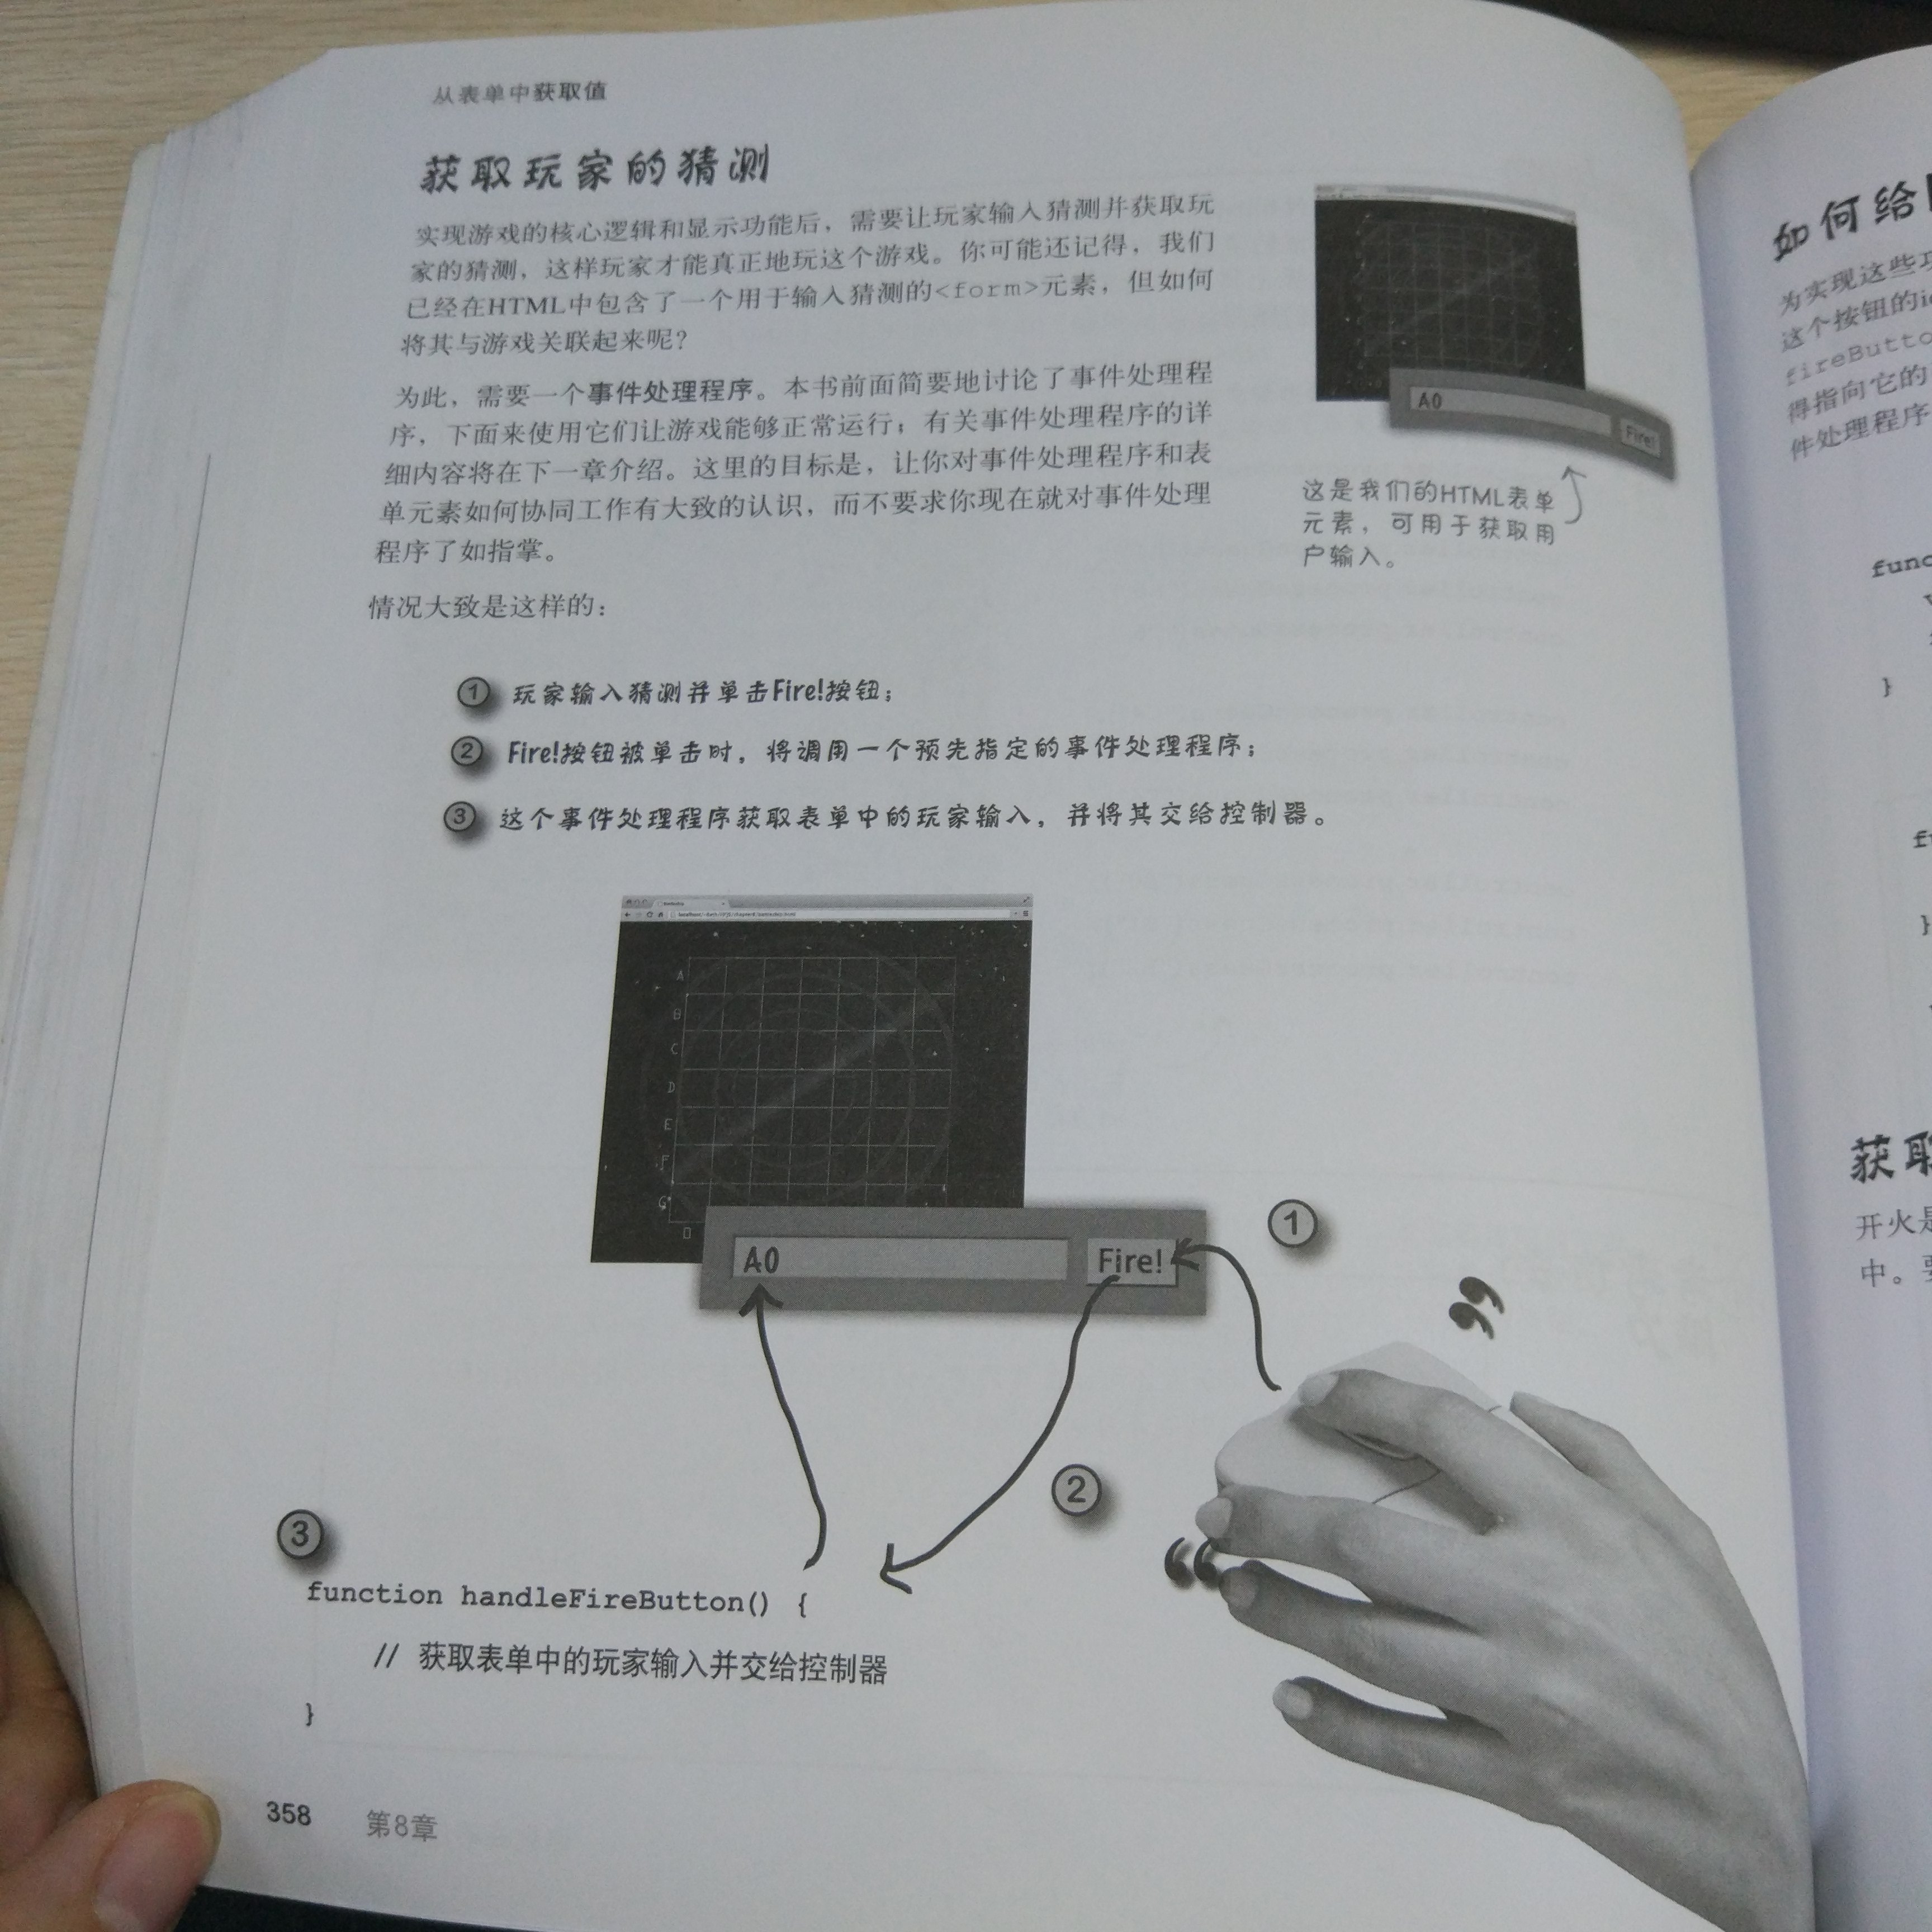 从表单中获取值
获取玩家的猜测
实现游戏的核心逻辑和显示功能后，需要让玩家输入猜测并获取玩
家的猜测，这样玩家才能真正地玩这个游戏。你可能还记得，我们
已经在HTML中包含了一个用于输入猜测的<form>元素，但如何
将其与游戏关联起来呢？
为此，需要一个事件处理程序。本书前面简要地讨论了事件处理程
序，下面来使用它们让游戏能够正常运行；有关事件处理程序的详
细内容将在下一章介绍。这里的目标是，让你对事件处理程序和表
单元素如何协同工作有大致的认识，而不要求你现在就对事件处理
程序了如指掌。
A0
Fire!
这是我们的HTML表单
元素，可用于获取用
户输入。
情况大致是这样的：
① 玩家输入猜测并单击Fire!按钮；
② Fire!按钮被单击时，将调用一个预先指定的事件处理程序；
③ 这个事件处理程序获取表单中的玩家输入，并将其交给控制器。
A
B
C
D
E
F
G
0
A0
Fire!
①
②
③
function handleFireButton() {
// 获取表单中的玩家输入并交给控制器
}
358 第8章
如何给
为实现这些
这个按钮的
fireButto
得指向它的
件处理程序
func
}
}
获取
开火是
中。要